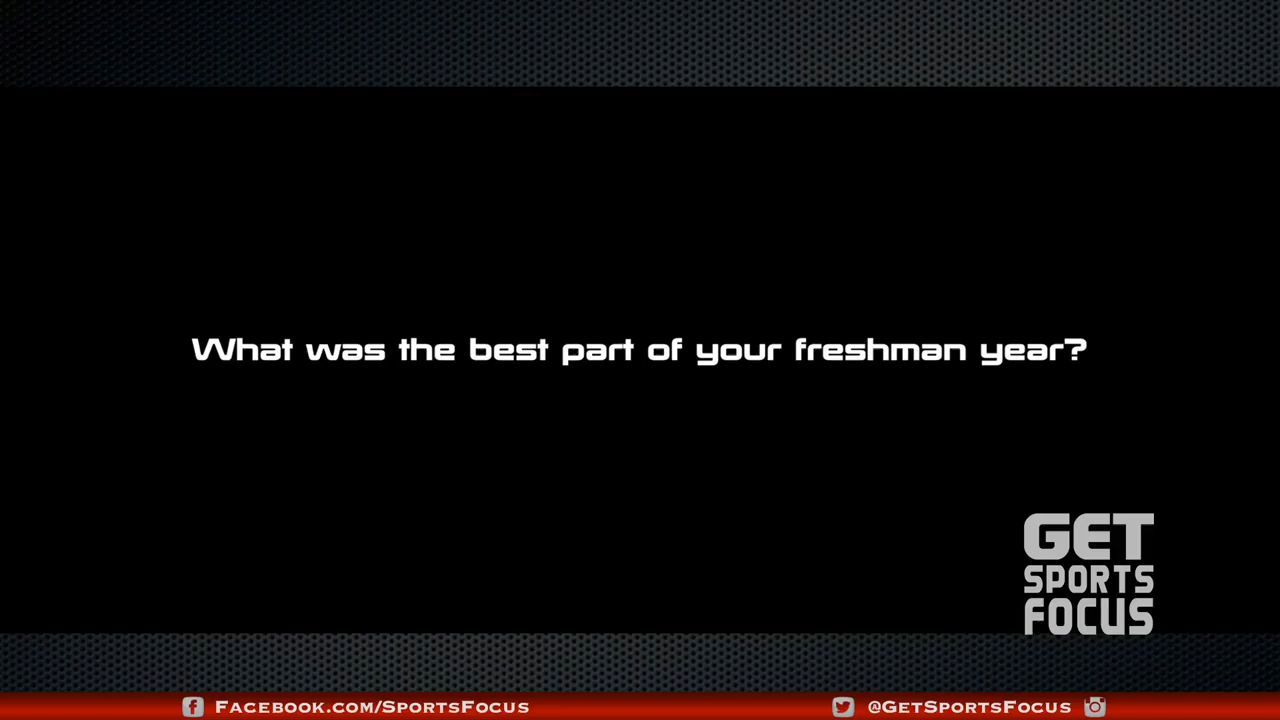 What was the best part of your freshman year?
GET
SPORTS
FOCUS
FACEBOOK.COM/SPORTSFOCUS
@GETSPORTSFOCUS